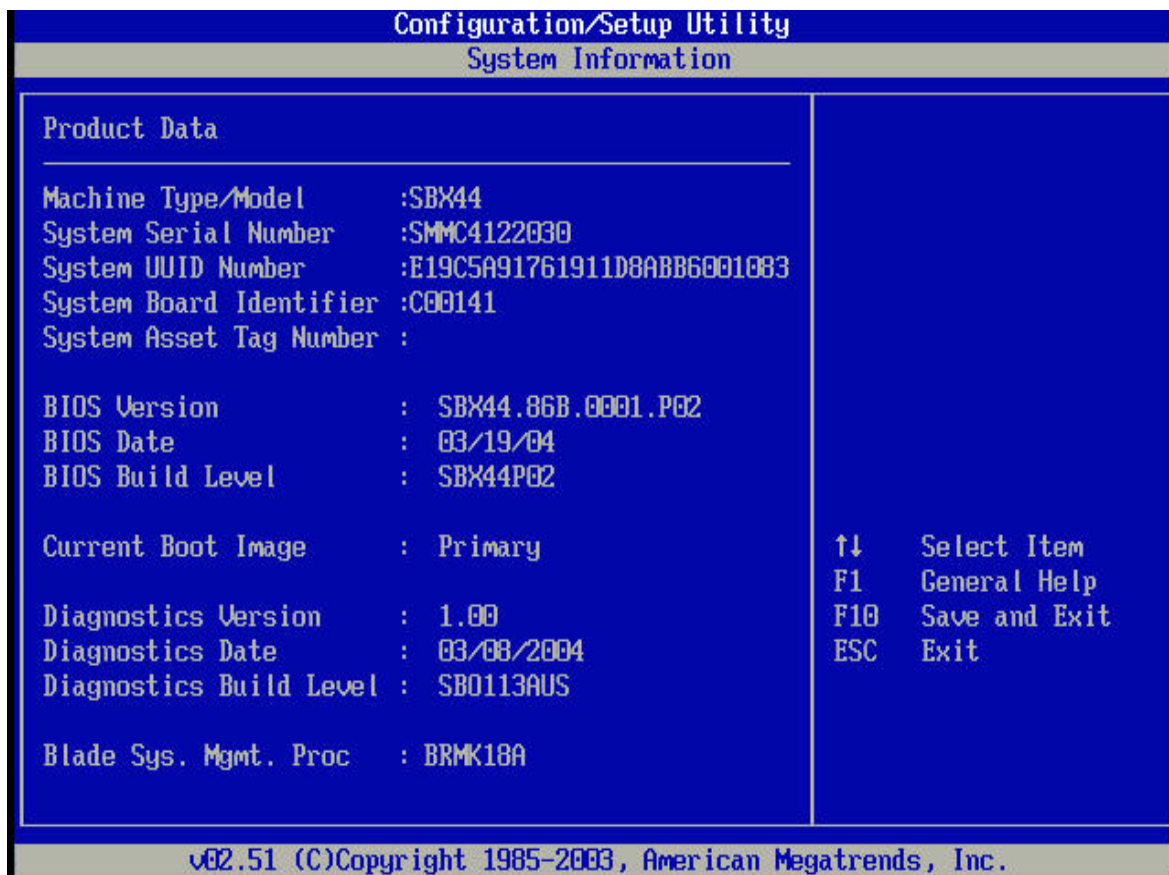 Configuration/Setup Utility
System Information
Product Data
Machine Type/Model :SBX44
System Serial Number :SMMC4122030
System UUID Number :E19C5A91761911D8ABB6001083
System Board Identifier :C00141
System Asset Tag Number :
BIOS Version : SBX44.86B.0001.P02
BIOS Date : 03/19/04
BIOS Build Level : SBX44P02
Current Boot Image : Primary
Diagnostics Version : 1.00
Diagnostics Date : 03/08/2004
Diagnostics Build Level : SB0113AUS
Blade Sys. Mgmt. Proc : BRMK18A
↑↓ Select Item
F1 General Help
F10 Save and Exit
ESC Exit
v02.51 (C)Copyright 1985-2003, American Megatrends, Inc.